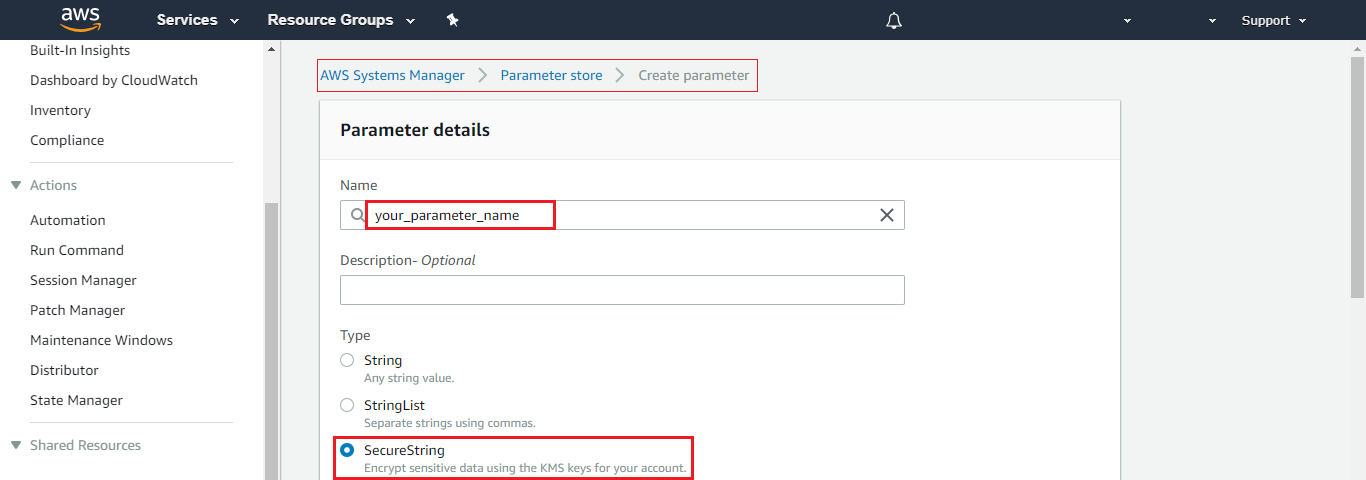 aws Services Resource Groups Support
Built-In Insights
Dashboard by CloudWatch
Inventory
Compliance
Actions
Automation
Run Command
Session Manager
Patch Manager
Maintenance Windows
Distributor
State Manager
Shared Resources
AWS Systems Manager Parameter store Create parameter
Parameter details
Name
your_parameter_name
Description- Optional
Type
String
Any string value.
StringList
Separate strings using commas.
SecureString
Encrypt sensitive data using the KMS keys for your account.